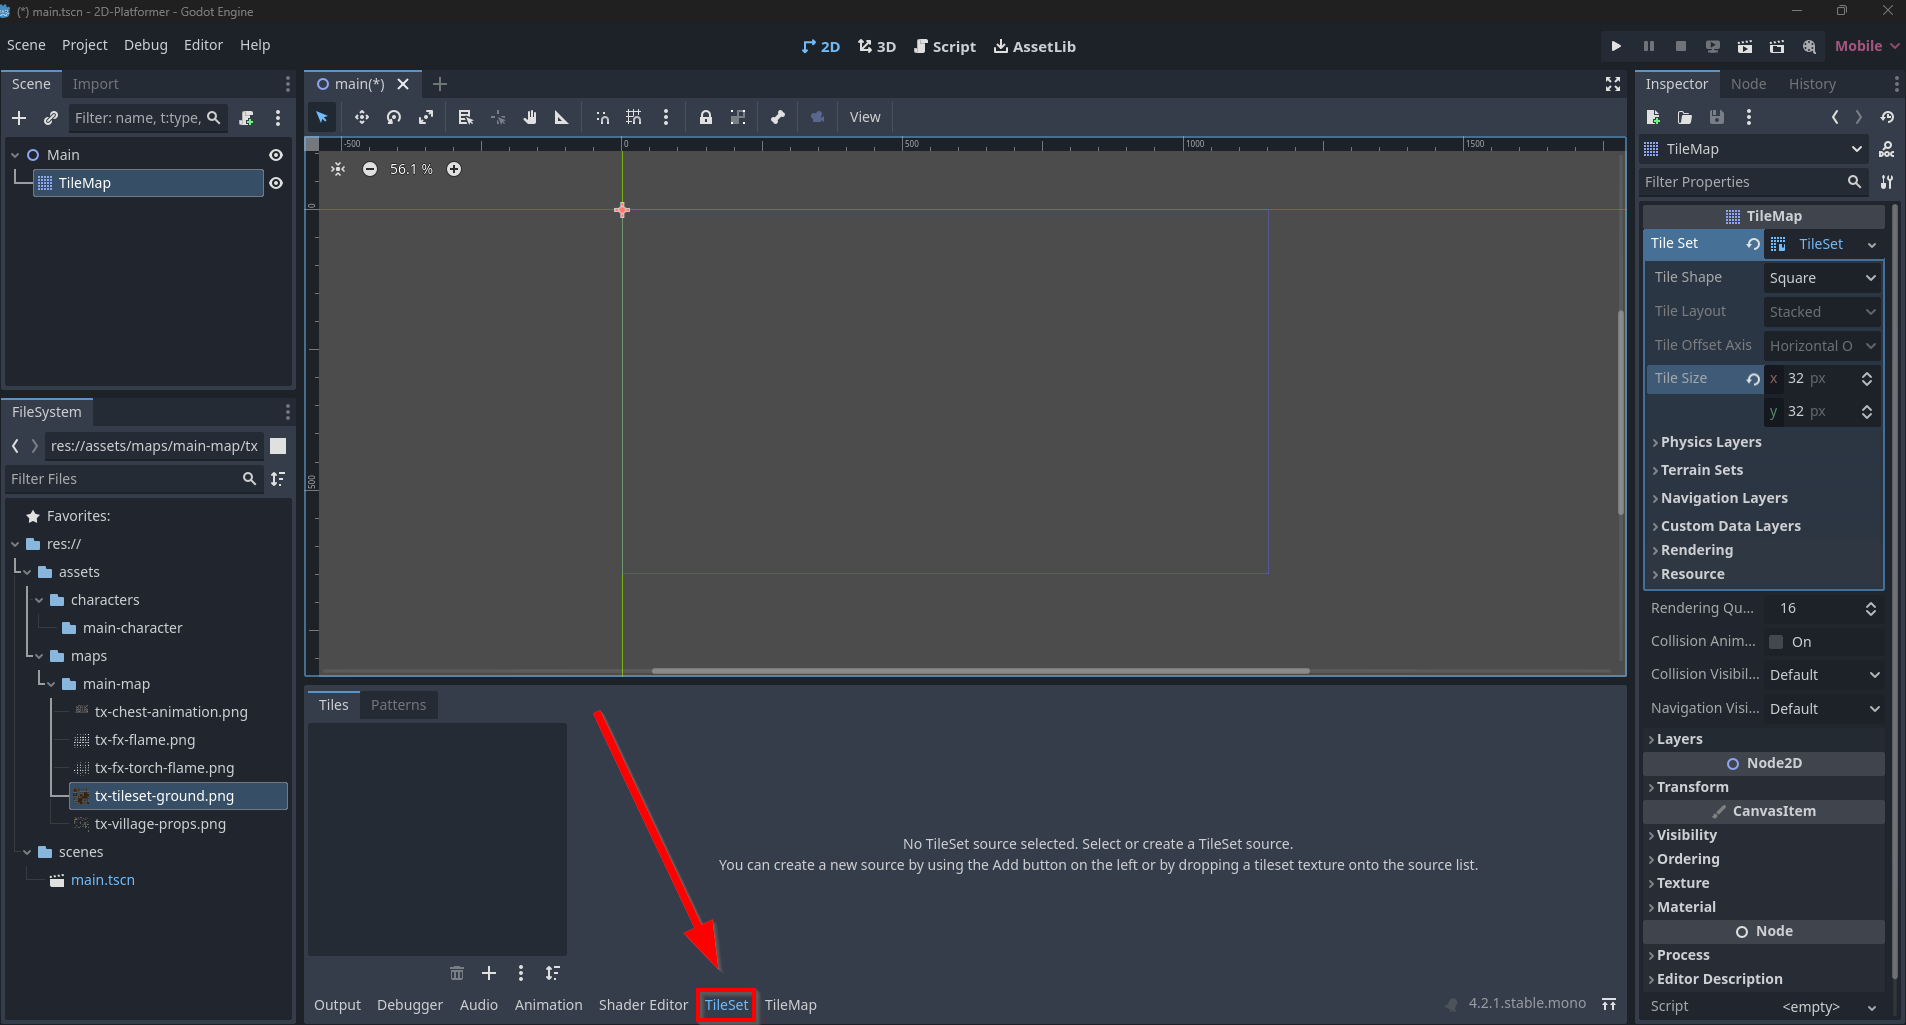 (*) main.tscn - 2D-Platformer - Godot Engine
Scene Project Debug Editor Help
2D 3D Script AssetLib
Mobile
Scene Import
Filter: name, t:type,
Main
TileMap
FileSystem
res://assets/maps/main-map/tx
Filter Files
Favorites:
res://
assets
characters
main-character
maps
main-map
tx-chest-animation.png
tx-fx-flame.png
tx-fx-torch-flame.png
tx-tileset-ground.png
tx-village-props.png
scenes
main.tscn
main(*)
View
-500 0 500 1000 1500
56.1 %
0
500
Tiles Patterns
No TileSet source selected. Select or create a TileSet source.
You can create a new source by using the Add button on the left or by dropping a tileset texture onto the source list.
Output Debugger Audio Animation Shader Editor TileSet TileMap
4.2.1.stable.mono
Inspector Node History
TileMap
Filter Properties
TileMap
Tile Set TileSet
Tile Shape Square
Tile Layout Stacked
Tile Offset Axis Horizontal O
Tile Size x 32 px
y 32 px
Physics Layers
Terrain Sets
Navigation Layers
Custom Data Layers
Rendering
Resource
Rendering Qu... 16
Collision Anim... On
Collision Visibil... Default
Navigation Visi... Default
Layers
Node2D
Transform
CanvasItem
Visibility
Ordering
Texture
Material
Node
Process
Editor Description
Script <empty>